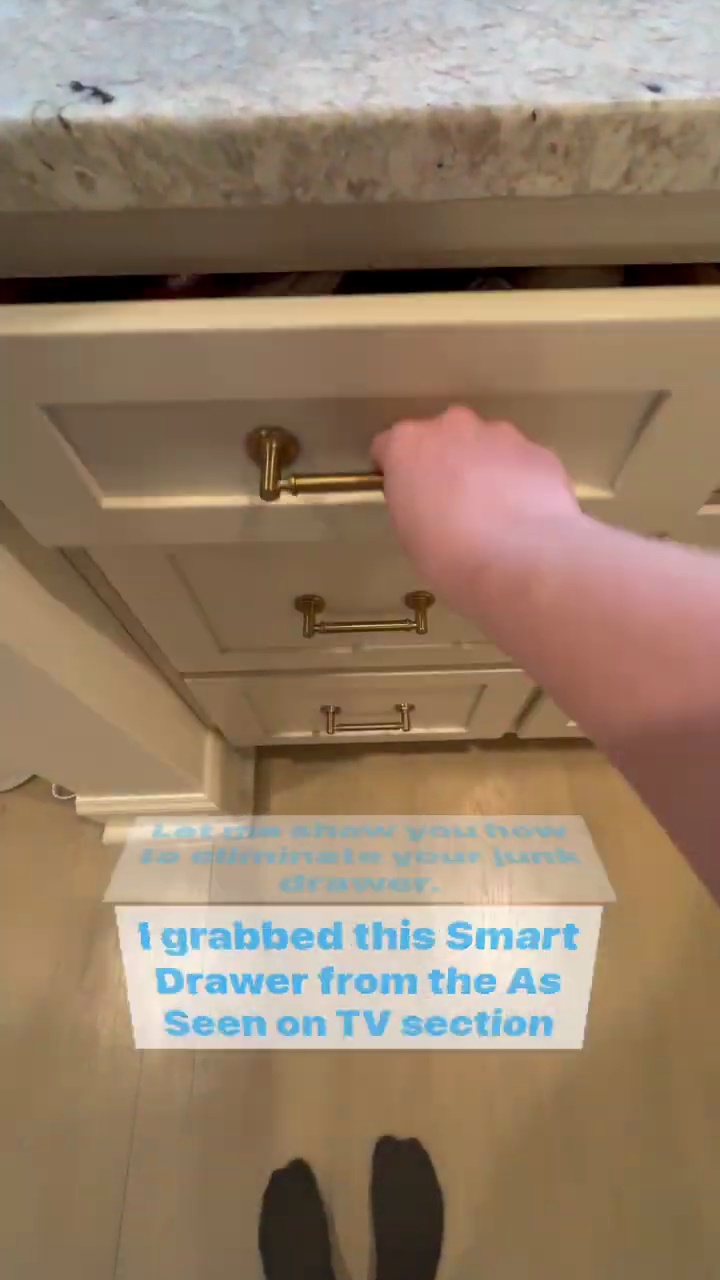 Let me show you how
to eliminate your junk
drawer.
I grabbed this Smart
Drawer from the As
Seen on TV section